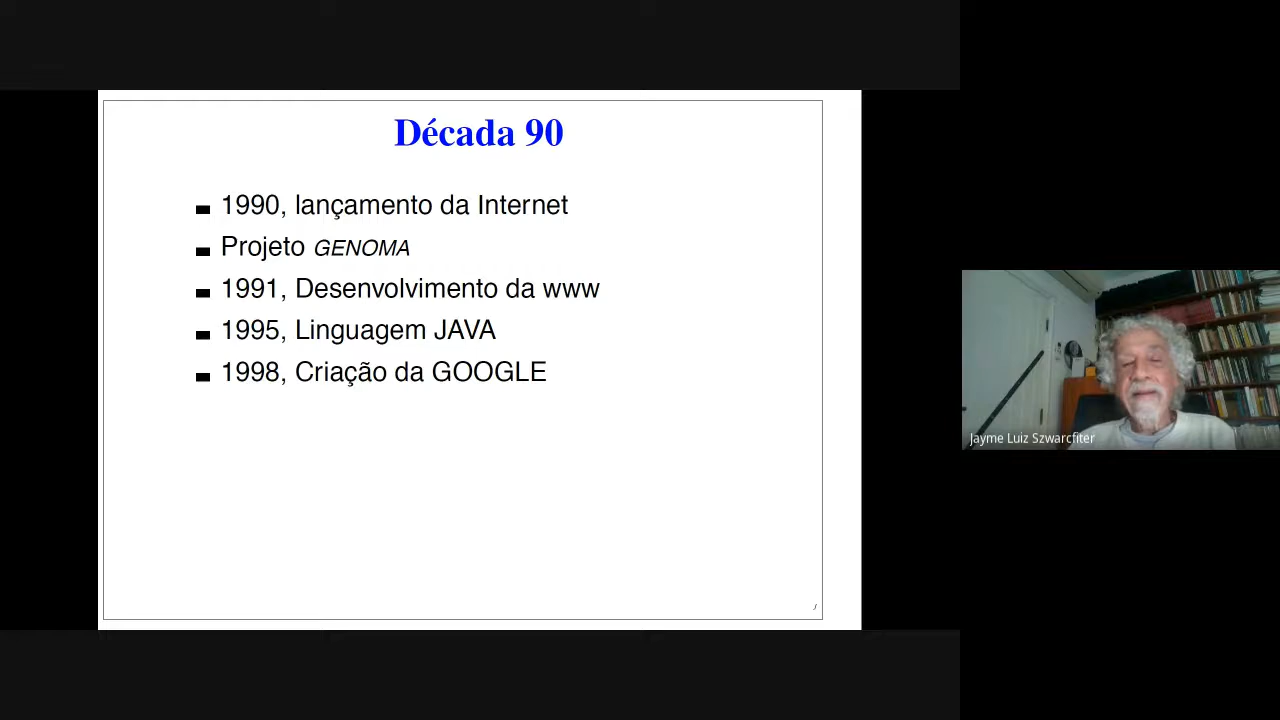 Década 90
1990, lançamento da Internet
Projeto GENOMA
1991, Desenvolvimento da www
1995, Linguagem JAVA
1998, Criação da GOOGLE
Jayme Luiz Szwarcfiter